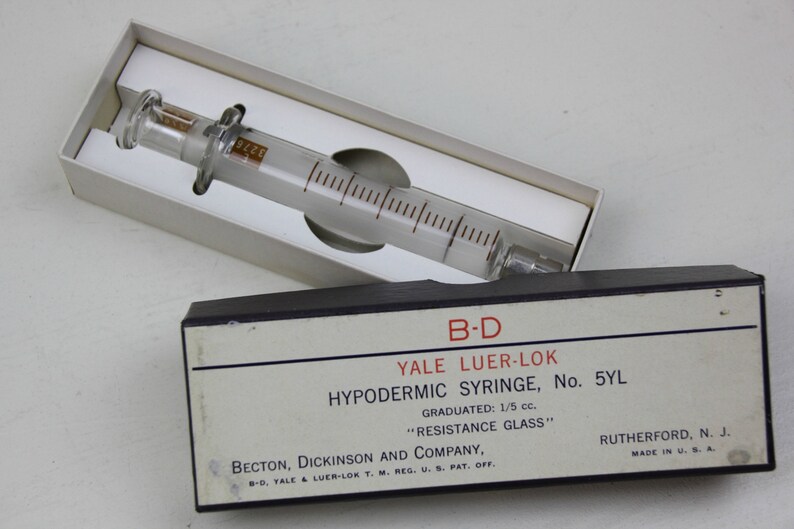 3276
B-D
YALE LUER-LOK
HYPODERMIC SYRINGE, No. 5YL
GRADUATED: 1/5 cc.
"RESISTANCE GLASS"
BECTON, DICKINSON AND COMPANY,
B-D, YALE & LUER-LOK T. M. REG. U. S. PAT. OFF.
RUTHERFORD, N. J.
MADE IN U. S. A.